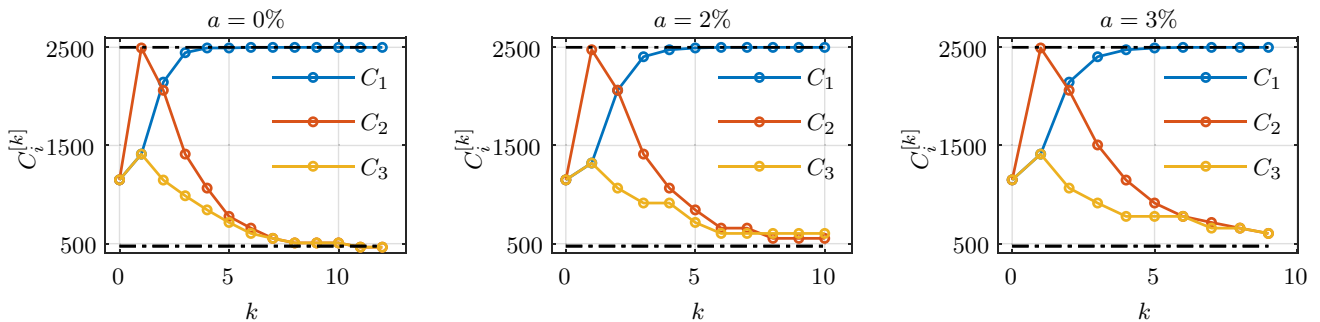 a = 0%
2500
1500
500
C_i^{[k]}
C_1
C_2
C_3
0 5 10
k
a = 2%
2500
1500
500
C_i^{[k]}
C_1
C_2
C_3
0 5 10
k
a = 3%
2500
1500
500
C_i^{[k]}
C_1
C_2
C_3
0 5 10
k